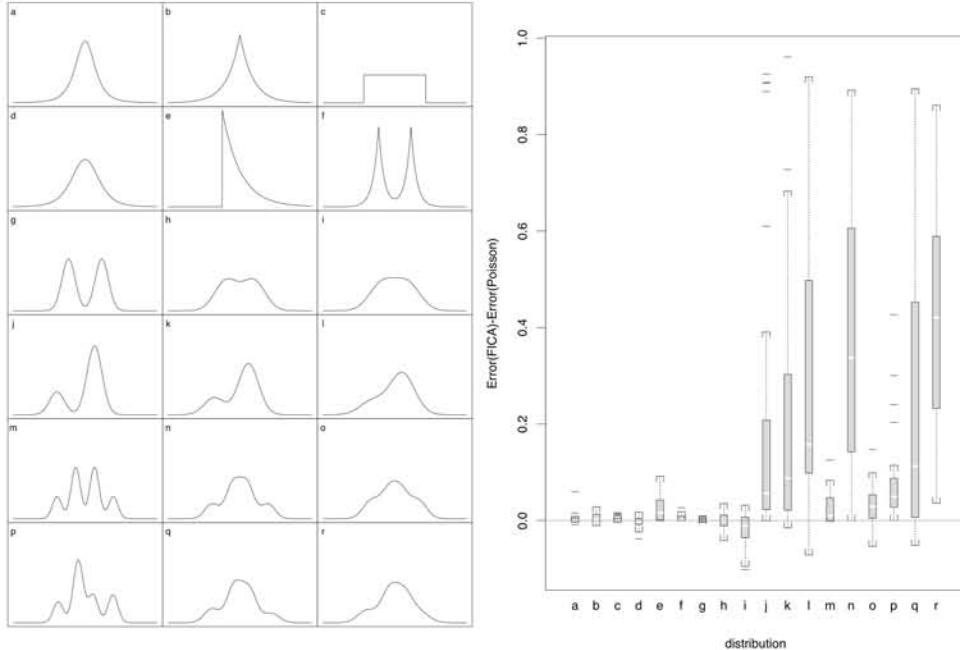 a b c
d e f
g h i
j k l
m n o
p q r
Error(FICA)-Error(Poisson)
1.0
0.8
0.6
0.4
0.2
0.0
a b c d e f g h i j k l m n o p q r
distribution